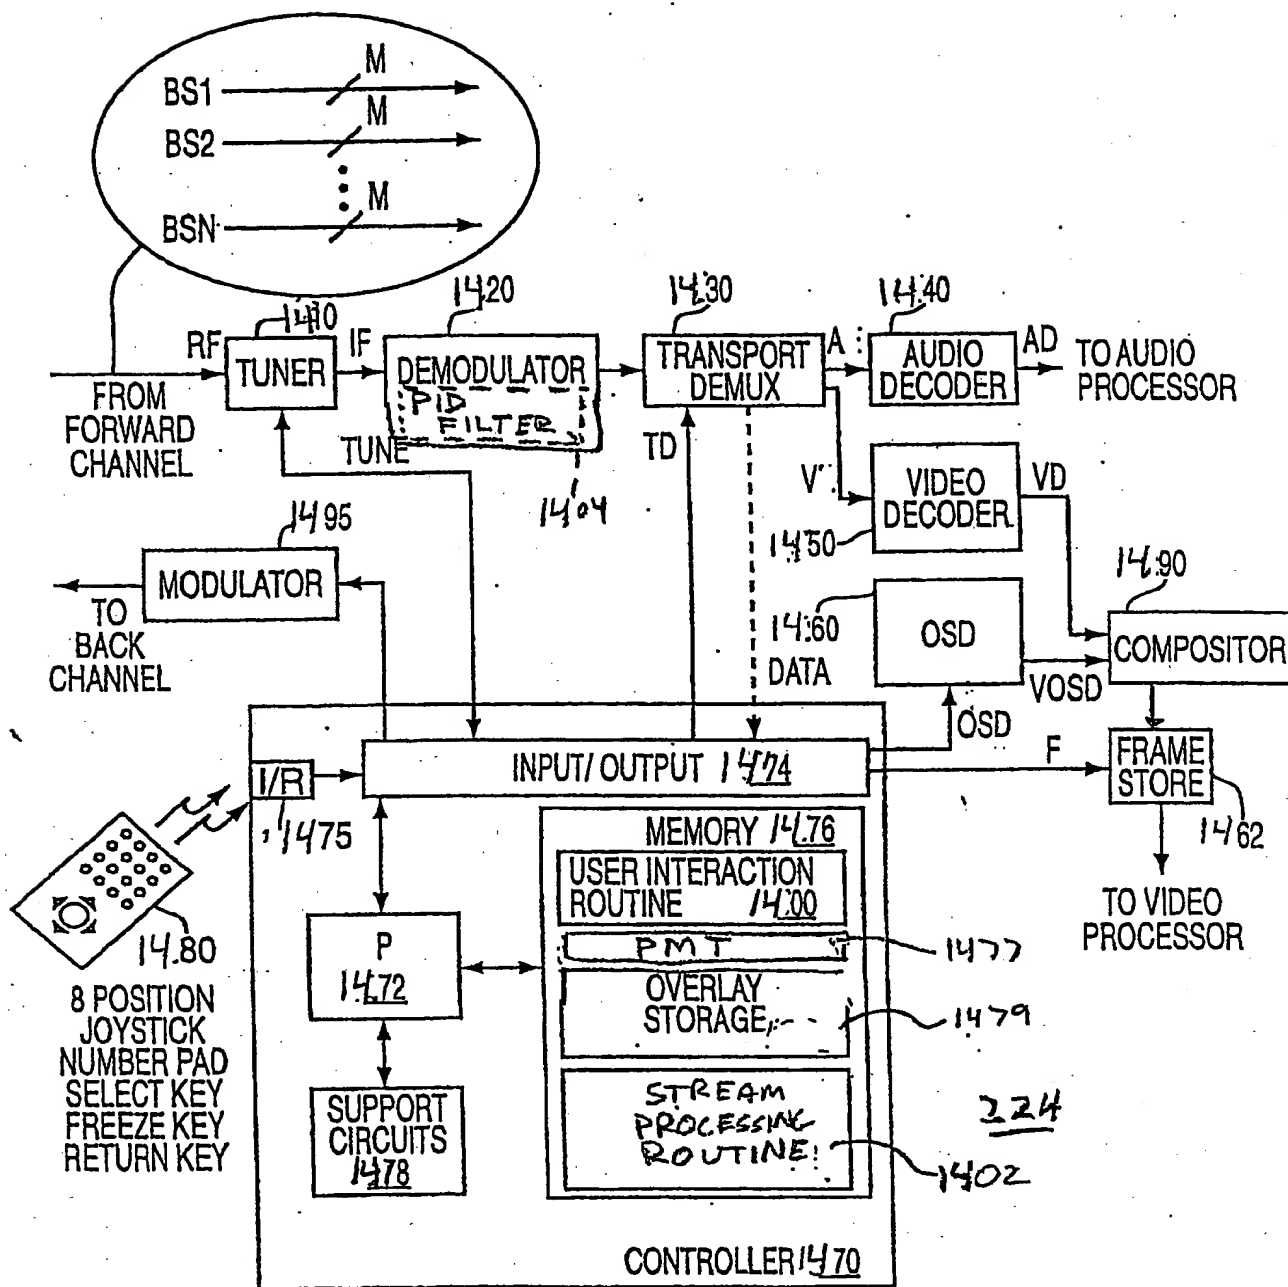 M
BS1
M
BS2
M
BSN
1410
1420
1430
1440
RF
TUNER
IF
DEMODULATOR
PID
FILTER
TRANSPORT
DEMUX
A
AUDIO
DECODER
AD
TO AUDIO
PROCESSOR
FROM
FORWARD
CHANNEL
TUNE
1404
TD
V
VIDEO
DECODER
1450
VD
1495
MODULATOR
TO
BACK
CHANNEL
DATA
1460
OSD
1490
COMPOSITOR
VOSD
OSD
I/R
1475
INPUT/OUTPUT 1474
F
FRAME
STORE
1462
TO VIDEO
PROCESSOR
1480
8 POSITION
JOYSTICK
NUMBER PAD
SELECT KEY
FREEZE KEY
RETURN KEY
P
1472
SUPPORT
CIRCUITS
1478
MEMORY 1476
USER INTERACTION
ROUTINE 1400
PMT
1477
OVERLAY
STORAGE
1479
STREAM
PROCESSING
ROUTINE
1402
224
CONTROLLER 1470